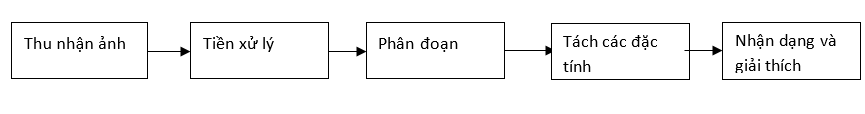 Thu nhận ảnh
Tiền xử lý
Phân đoạn
Tách các đặc
tính
Nhận dạng và
giải thích